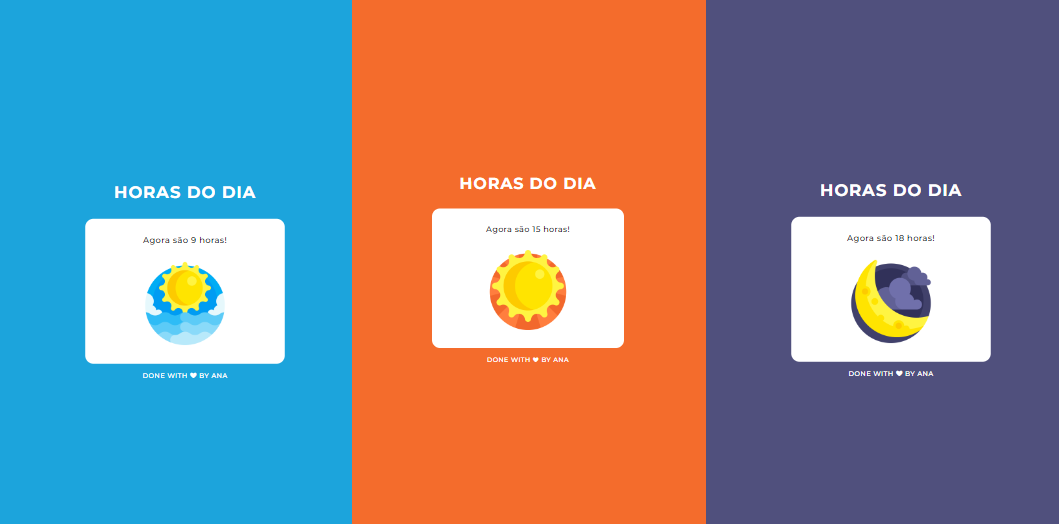 HORAS DO DIA
Agora são 9 horas!
DONE WITH ♥ BY ANA
HORAS DO DIA
Agora são 15 horas!
DONE WITH ♥ BY ANA
HORAS DO DIA
Agora são 18 horas!
DONE WITH ♥ BY ANA